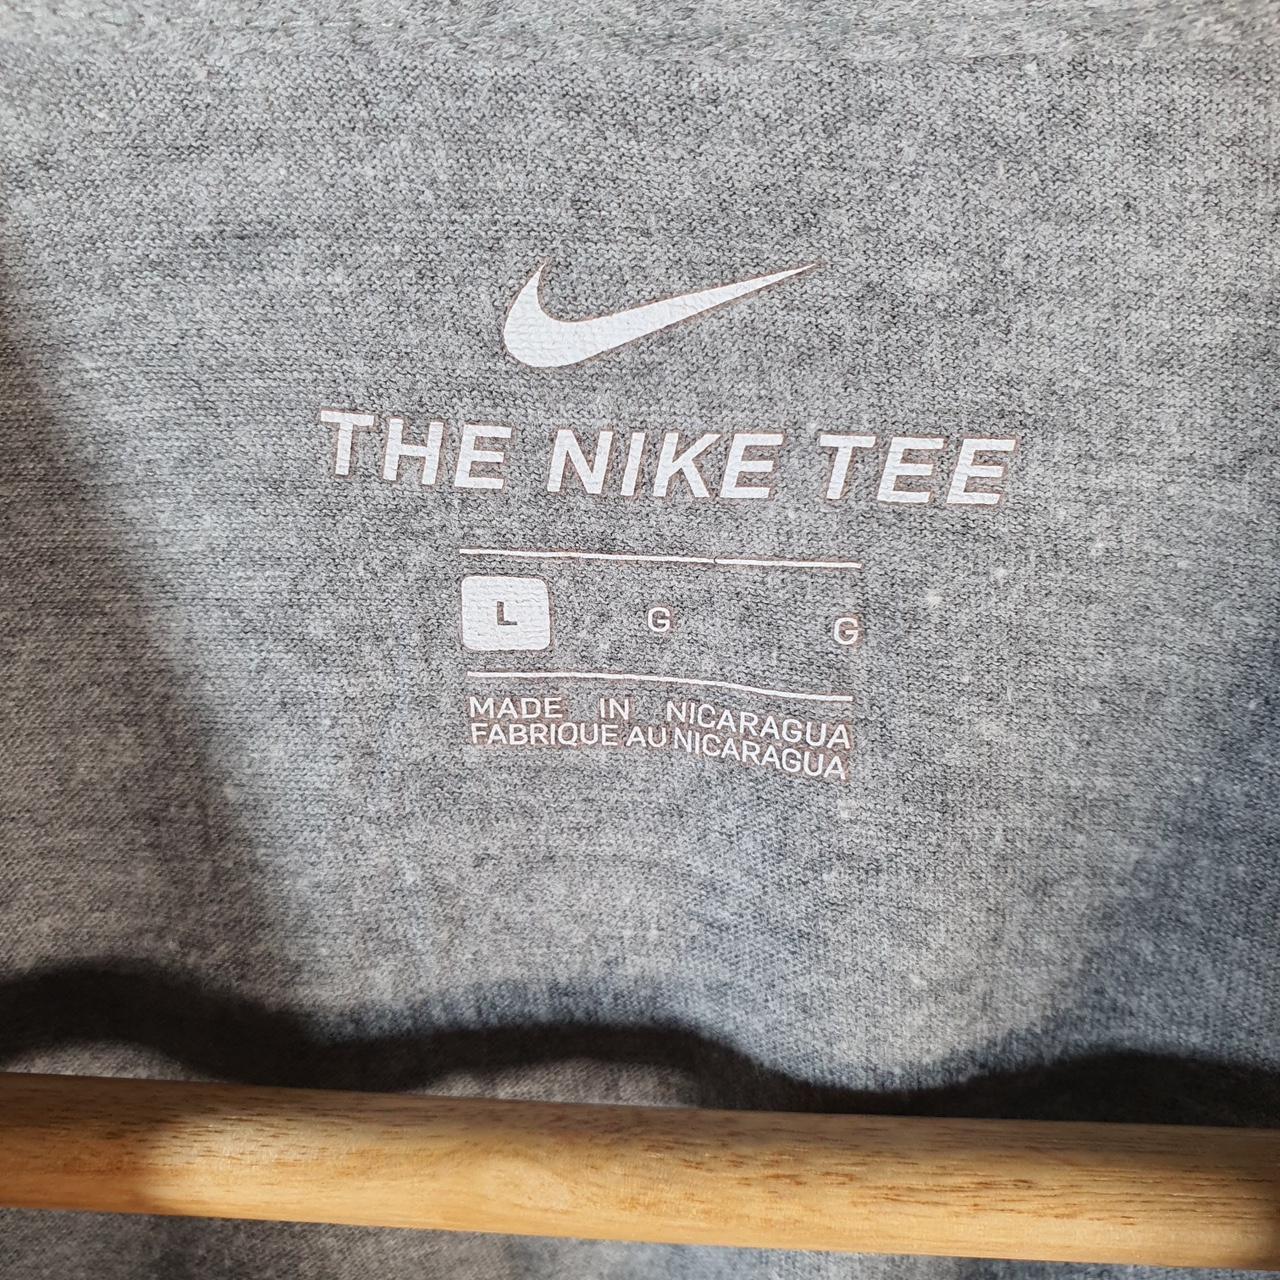 THE NIKE TEE
L G G
MADE IN NICARAGUA
FABRIQUE AU NICARAGUA